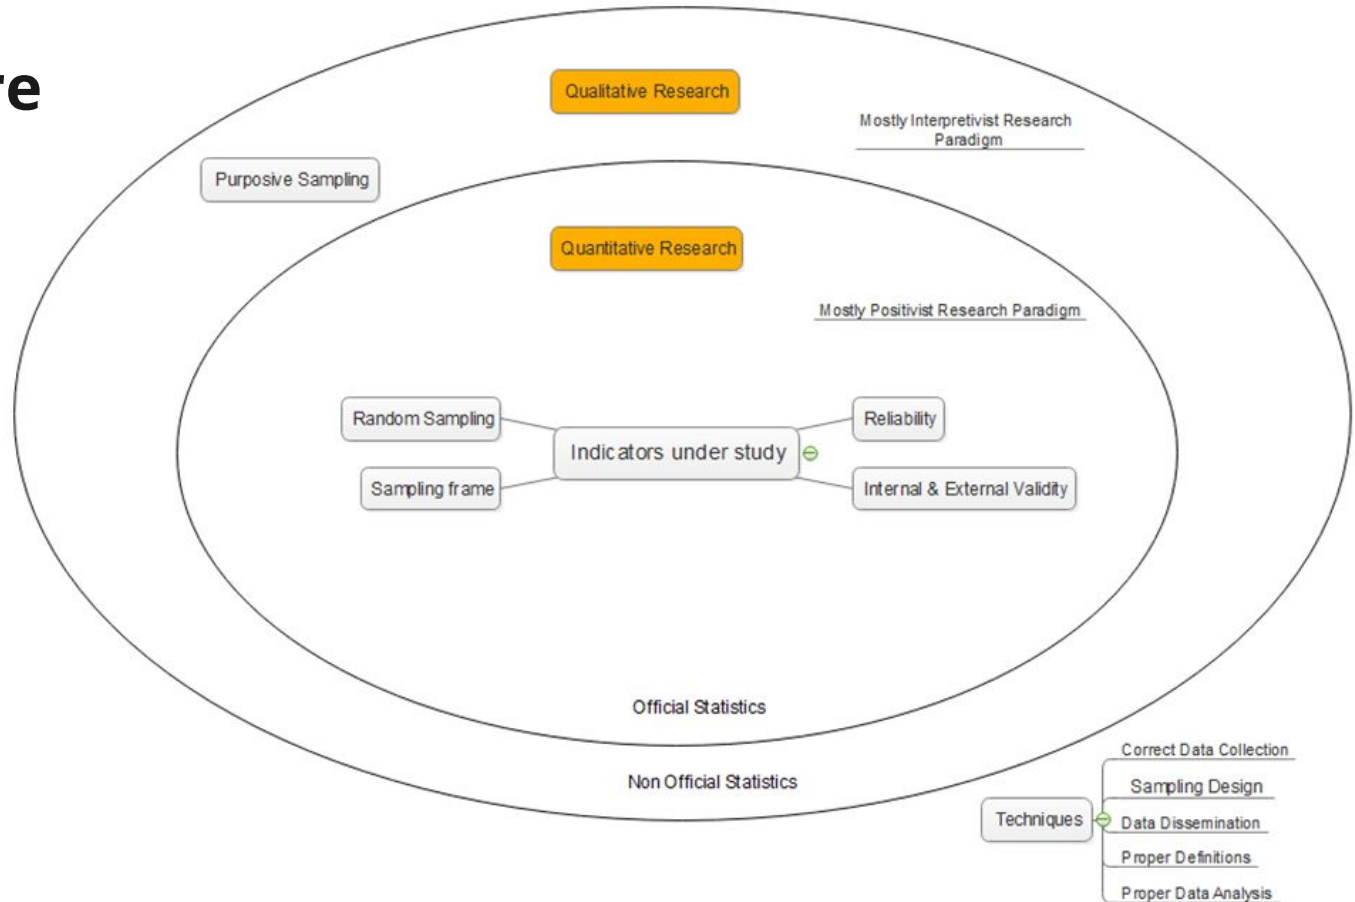 re
Qualitative Research
Mostly Interpretivist Research
Paradigm
Purposive Sampling
Quantitative Research
Mostly Positivist Research Paradigm
Random Sampling
Reliability
Indicators under study
Sampling frame
Internal & External Validity
Official Statistics
Non Official Statistics
Correct Data Collection
Sampling Design
Techniques
Data Dissemination
Proper Definitions
Proper Data Analysis